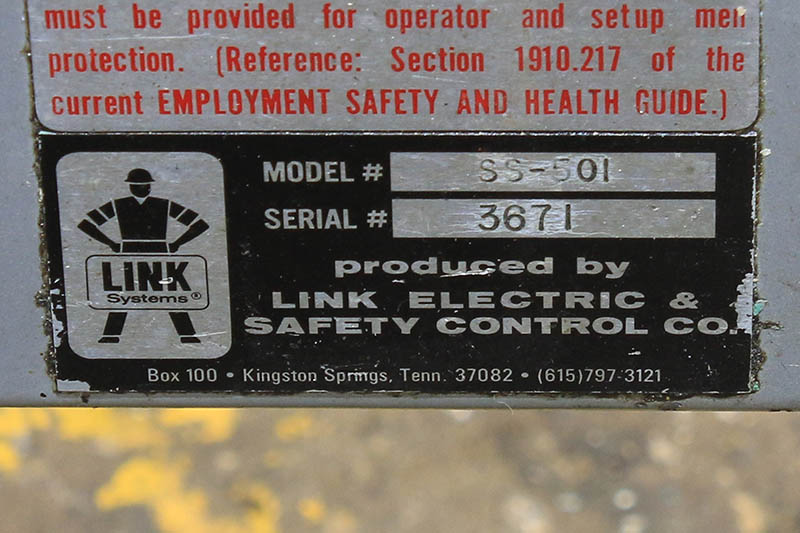 must be provided for operator and setup men
protection. (Reference: Section 1910.217 of the
current EMPLOYMENT SAFETY AND HEALTH GUIDE.)
MODEL # SS-501
SERIAL # 3671
LINK
Systems®
produced by
LINK ELECTRIC &
SAFETY CONTROL CO.
Box 100 • Kingston Springs, Tenn. 37082 • (615)797-3121